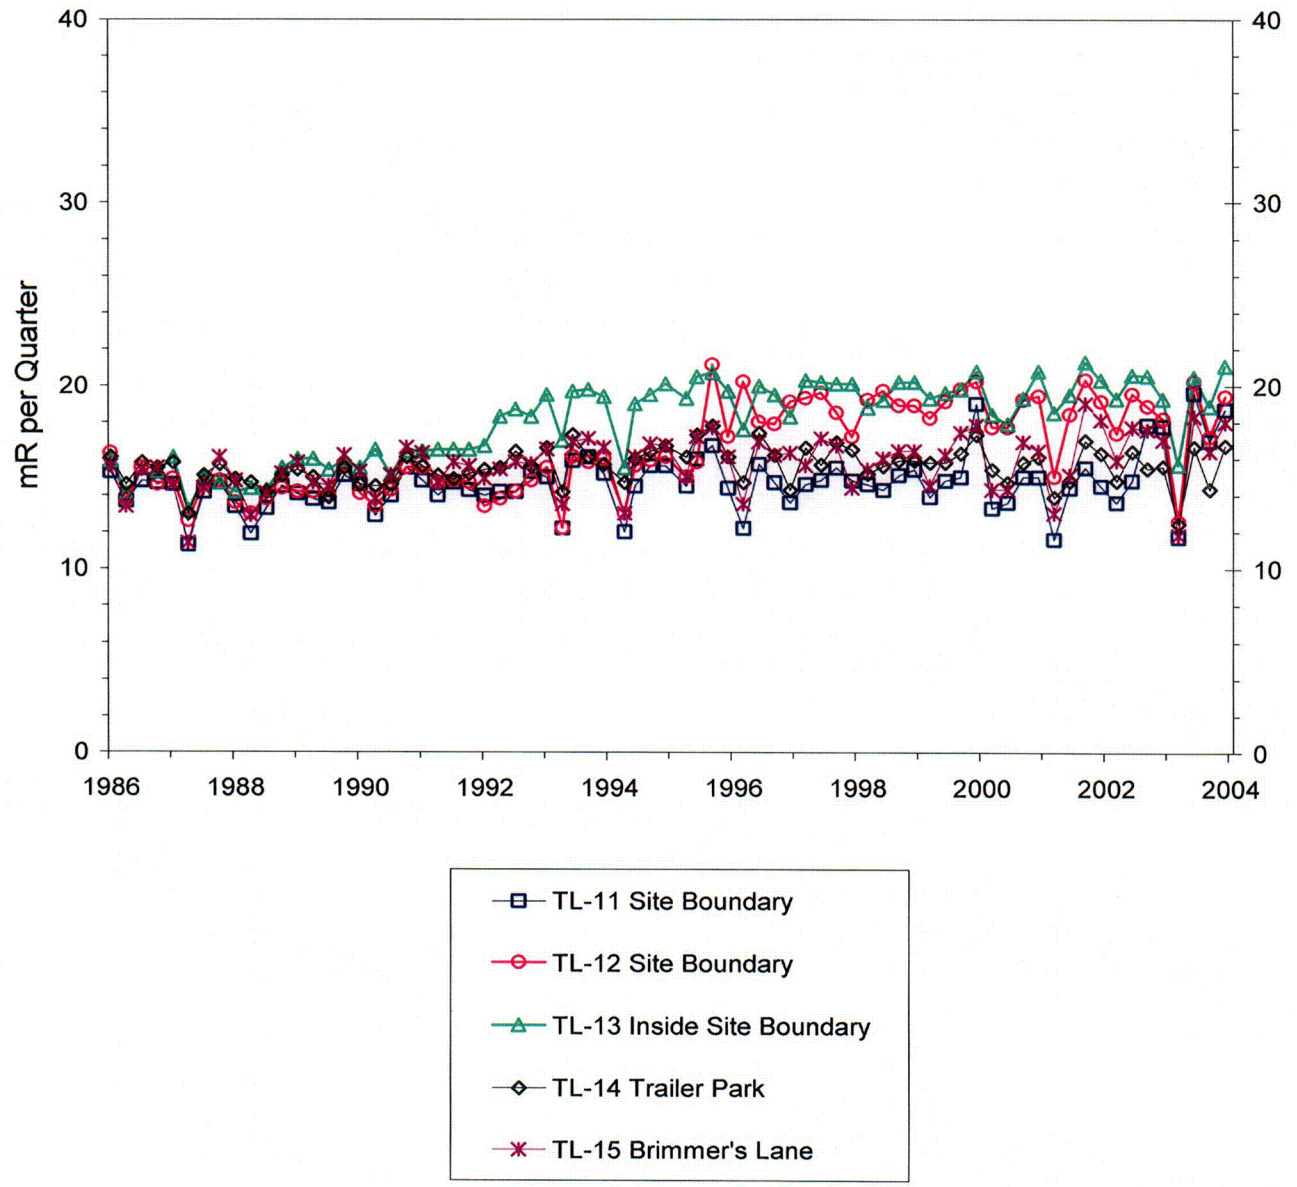 40 40
30 30
mR per Quarter
20 20
10 10
0 0
1986 1988 1990 1992 1994 1996 1998 2000 2002 2004
TL-11 Site Boundary
TL-12 Site Boundary
TL-13 Inside Site Boundary
TL-14 Trailer Park
TL-15 Brimmer's Lane